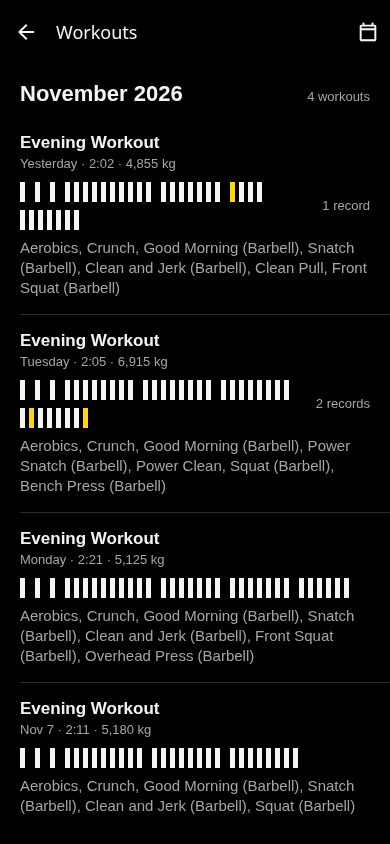 Workouts
November 2026
4 workouts
Evening Workout
Yesterday · 2:02 · 4,855 kg
1 record
Aerobics, Crunch, Good Morning (Barbell), Snatch
(Barbell), Clean and Jerk (Barbell), Clean Pull, Front
Squat (Barbell)
Evening Workout
Tuesday · 2:05 · 6,915 kg
2 records
Aerobics, Crunch, Good Morning (Barbell), Power
Snatch (Barbell), Power Clean, Squat (Barbell),
Bench Press (Barbell)
Evening Workout
Monday · 2:21 · 5,125 kg
Aerobics, Crunch, Good Morning (Barbell), Snatch
(Barbell), Clean and Jerk (Barbell), Front Squat
(Barbell), Overhead Press (Barbell)
Evening Workout
Nov 7 · 2:11 · 5,180 kg
Aerobics, Crunch, Good Morning (Barbell), Snatch
(Barbell), Clean and Jerk (Barbell), Squat (Barbell)